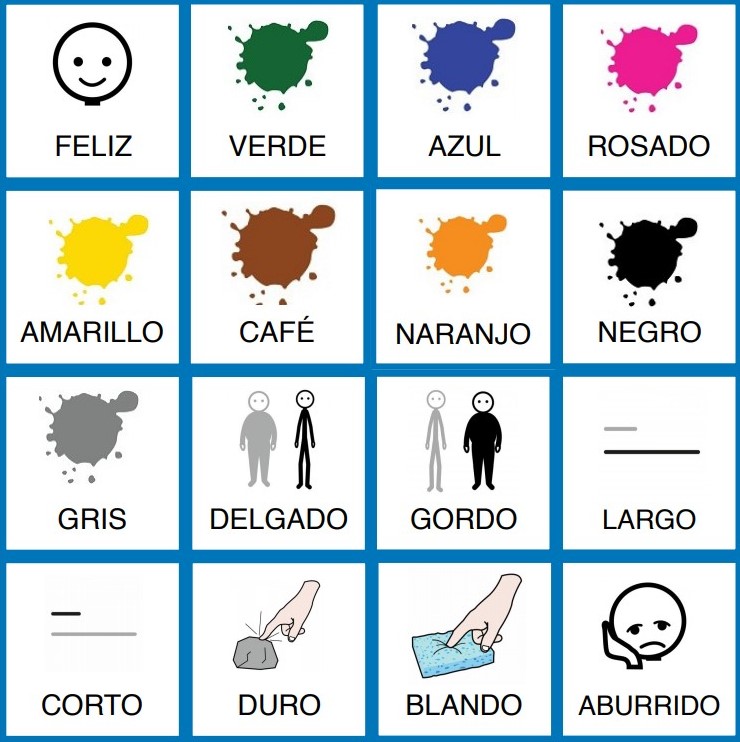 FELIZ
VERDE
AZUL
ROSADO
AMARILLO
CAFÉ
NARANJO
NEGRO
GRIS
DELGADO
GORDO
LARGO
CORTO
DURO
BLANDO
ABURRIDO